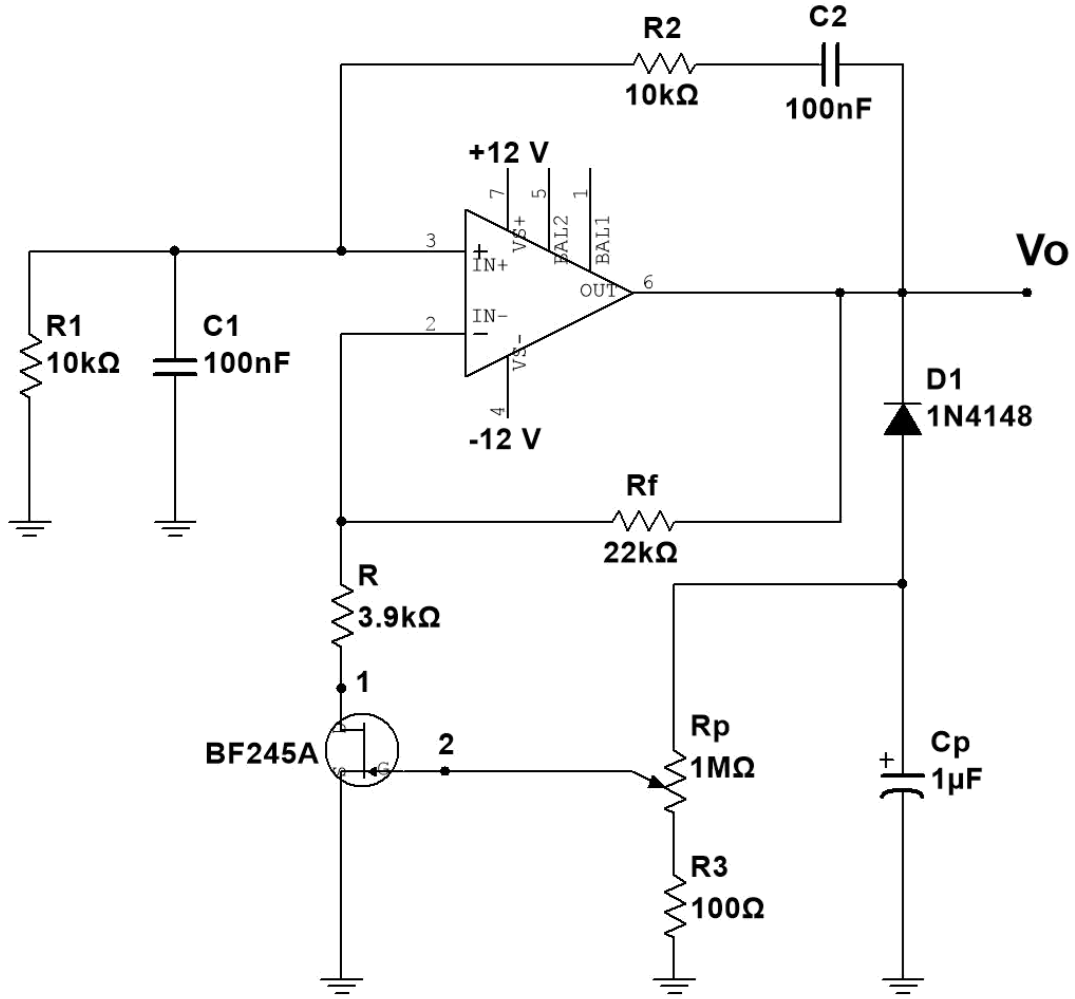 C2
R2
10kΩ
100nF
+12 V
7
5
1
VS+
BAL2
BAL1
3
+
IN+
Vo
6
OUT
IN-
2
−
R1
10kΩ
C1
100nF
VS-
4
-12 V
D1
1N4148
Rf
22kΩ
R
3.9kΩ
1
D
BF245A
S
G
2
Rp
1MΩ
+
Cp
1µF
R3
100Ω